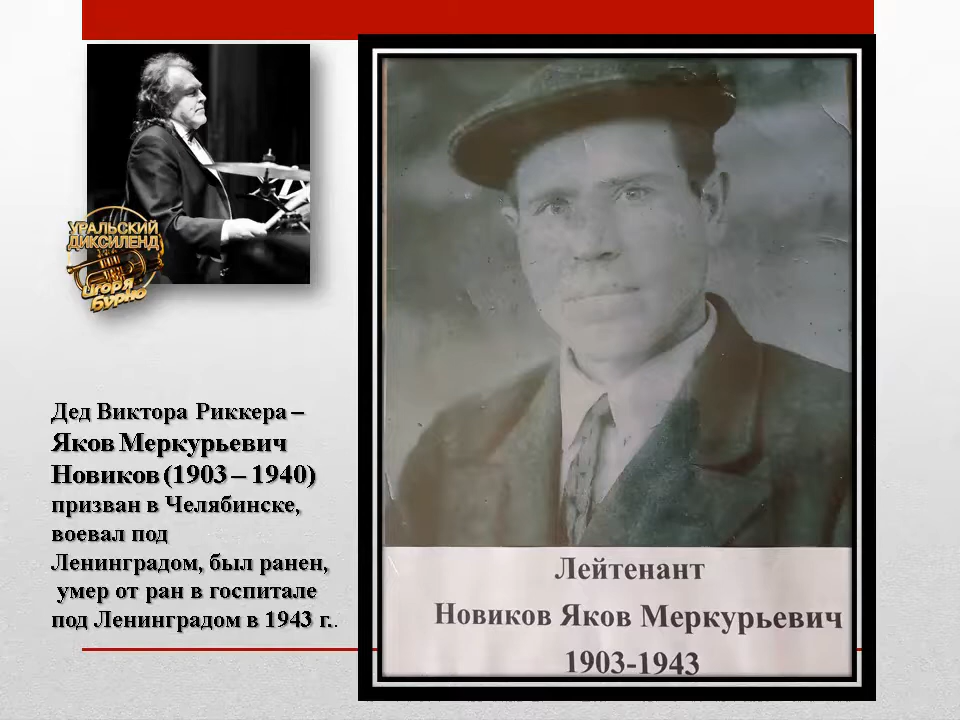 УРАЛЬСКИЙ
ДИКСИЛЕНД
Игоря
Бурко
Дед Виктора Риккера –
Яков Меркурьевич
Новиков (1903 – 1940)
призван в Челябинске,
воевал под
Ленинградом, был ранен,
умер от ран в госпитале
под Ленинградом в 1943 г..
Лейтенант
Новиков Яков Меркурьевич
1903-1943